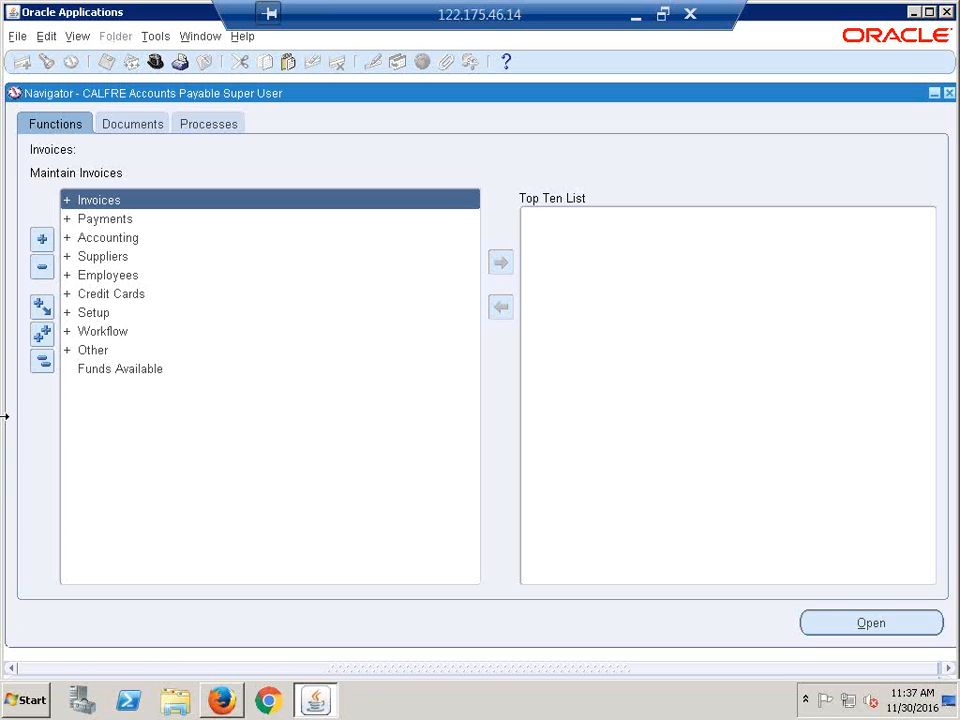 Oracle Applications
122.175.46.14
File Edit View Folder Tools Window Help
ORACLE
?
Navigator - CALFRE Accounts Payable Super User
Functions Documents Processes
Invoices:
Maintain Invoices
+ Invoices
Top Ten List
+ Payments
+ Accounting
+ Suppliers
+ Employees
+ Credit Cards
+ Setup
+ Workflow
+ Other
Funds Available
Open
Start
11:37 AM
11/30/2016